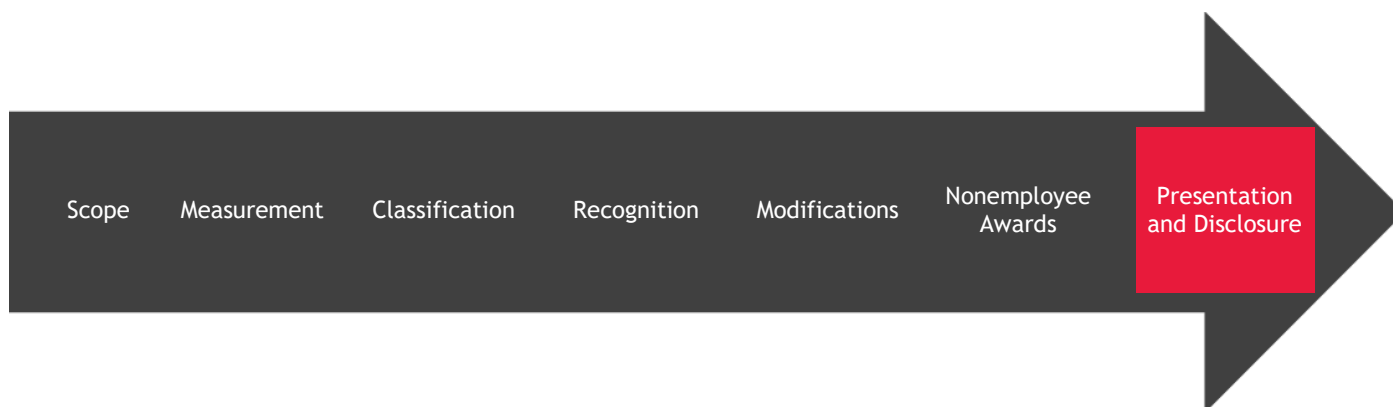 Scope
Measurement
Classification
Recognition
Modifications
Nonemployee
Awards
Presentation
and Disclosure